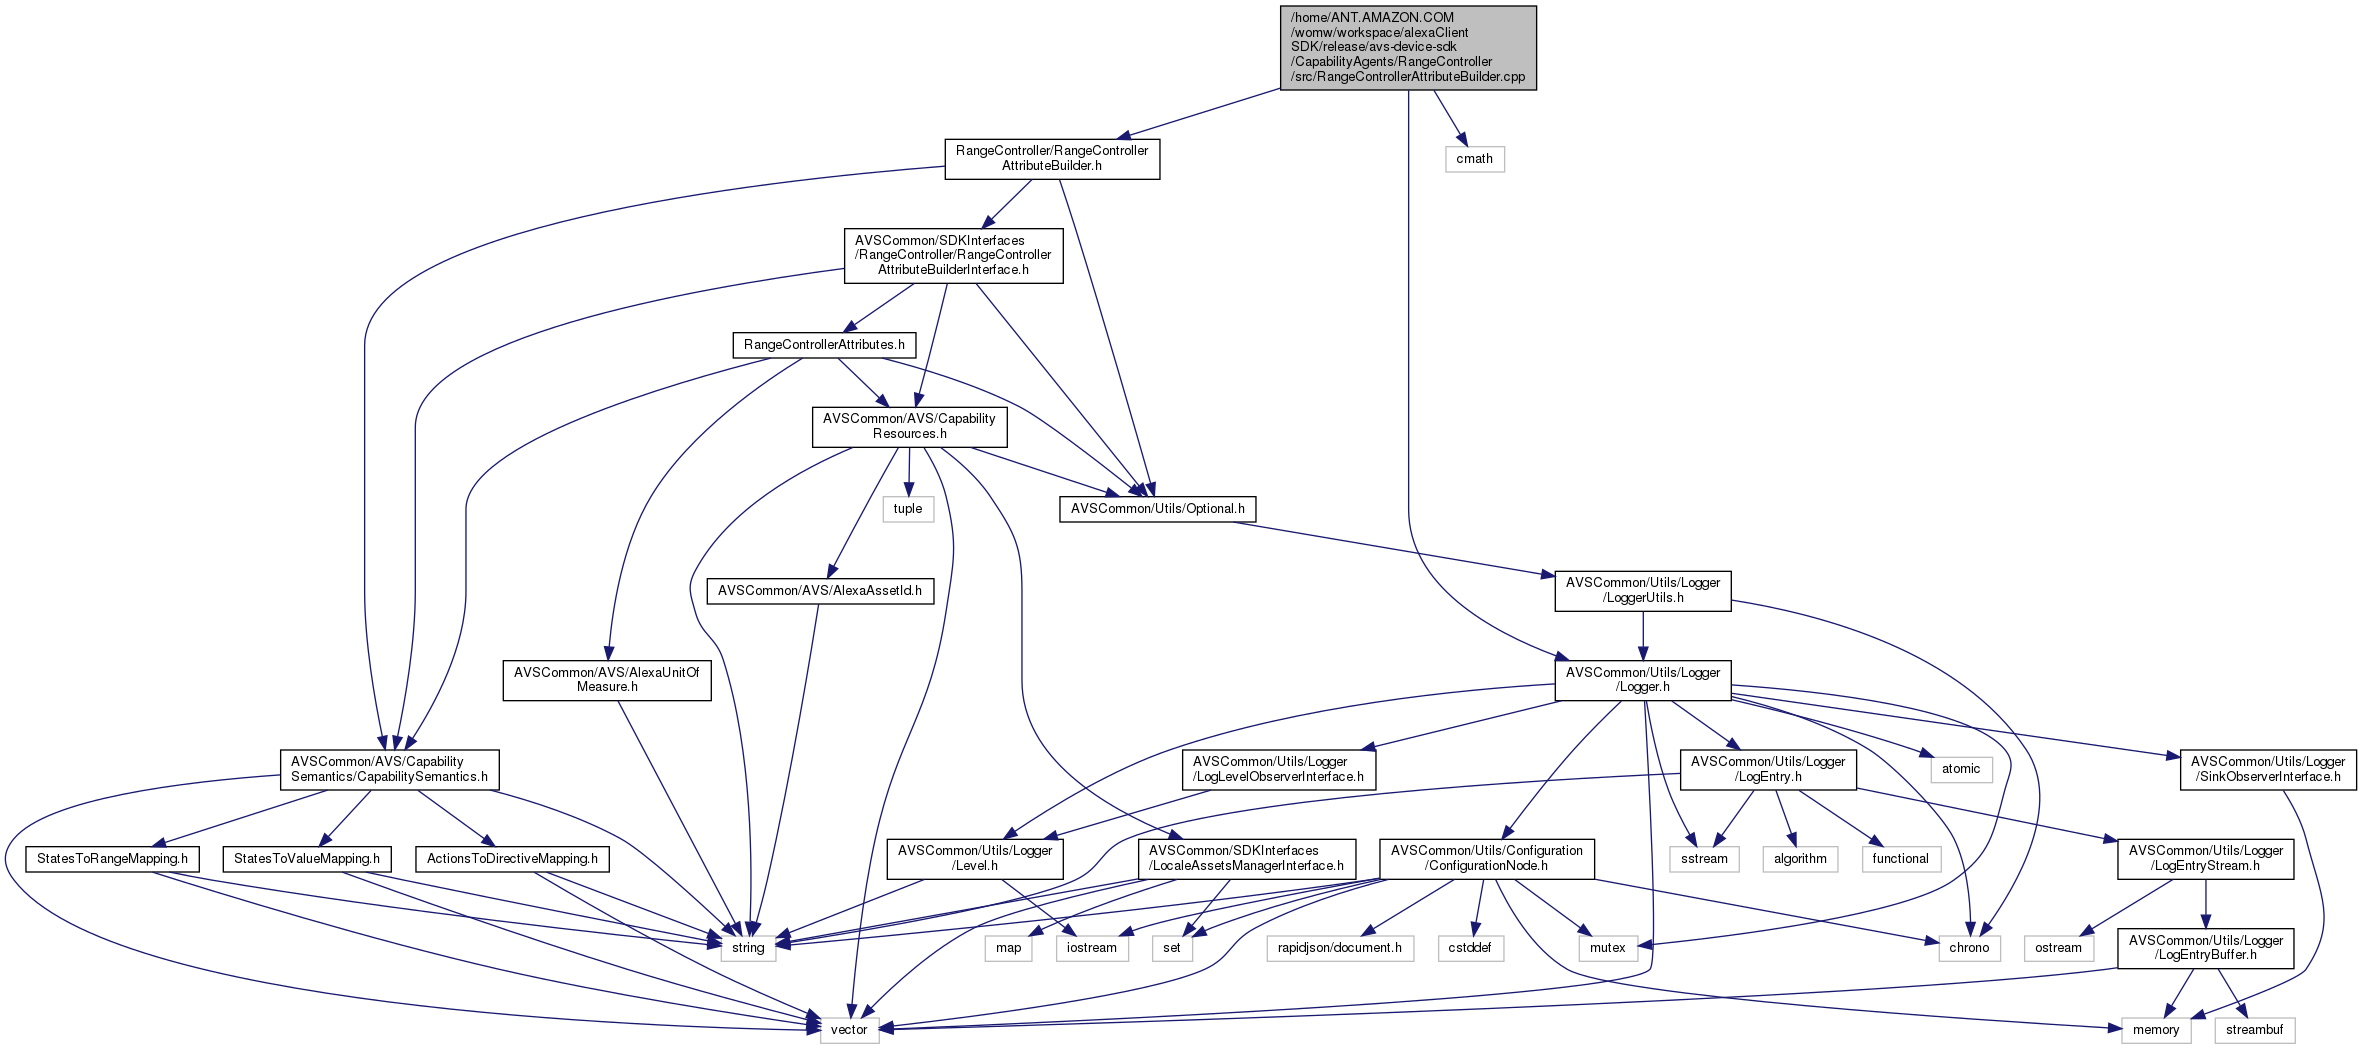 /home/ANT.AMAZON.COM
/womw/workspace/alexaClient
SDK/release/avs-device-sdk
/CapabilityAgents/RangeController
/src/RangeControllerAttributeBuilder.cpp
RangeController/RangeController
AttributeBuilder.h
cmath
AVSCommon/SDKInterfaces
/RangeController/RangeController
AttributeBuilderInterface.h
RangeControllerAttributes.h
AVSCommon/AVS/Capability
Resources.h
tuple
AVSCommon/Utils/Optional.h
AVSCommon/AVS/AlexaAssetId.h
AVSCommon/Utils/Logger
/LoggerUtils.h
AVSCommon/AVS/AlexaUnitOf
Measure.h
AVSCommon/Utils/Logger
/Logger.h
AVSCommon/AVS/Capability
Semantics/CapabilitySemantics.h
AVSCommon/Utils/Logger
/LogLevelObserverInterface.h
AVSCommon/Utils/Logger
/LogEntry.h
atomic
AVSCommon/Utils/Logger
/SinkObserverInterface.h
StatesToRangeMapping.h
StatesToValueMapping.h
ActionsToDirectiveMapping.h
AVSCommon/Utils/Logger
/Level.h
AVSCommon/SDKInterfaces
/LocaleAssetsManagerInterface.h
AVSCommon/Utils/Configuration
/ConfigurationNode.h
sstream
algorithm
functional
AVSCommon/Utils/Logger
/LogEntryStream.h
string
map
iostream
set
rapidjson/document.h
cstddef
mutex
chrono
ostream
AVSCommon/Utils/Logger
/LogEntryBuffer.h
vector
memory
streambuf